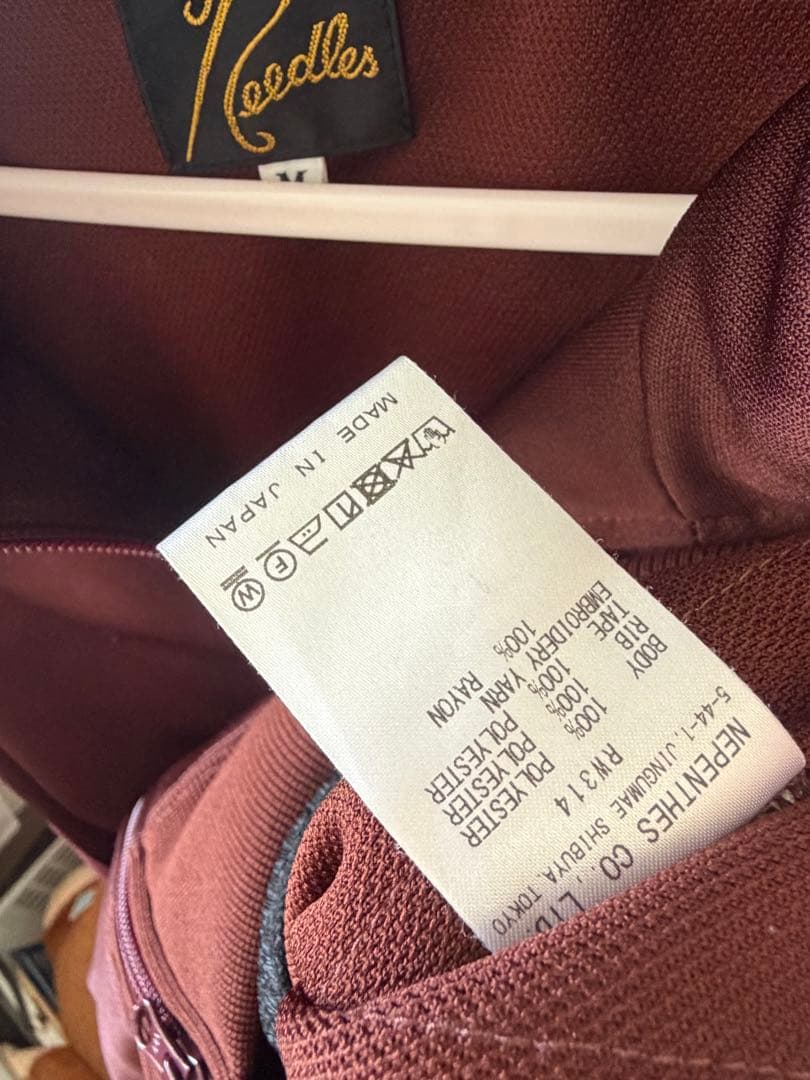 Needles
M
NEPENTHES CO., LTD.
5-44-1, JINGUMAE SHIBUYA, TOKYO
RW314
BODY 100% POLYESTER
RIB 100% POLYESTER
TAPE 100% POLYESTER
EMBROIDERY YARN RAYON
100%
F W
MADE IN JAPAN